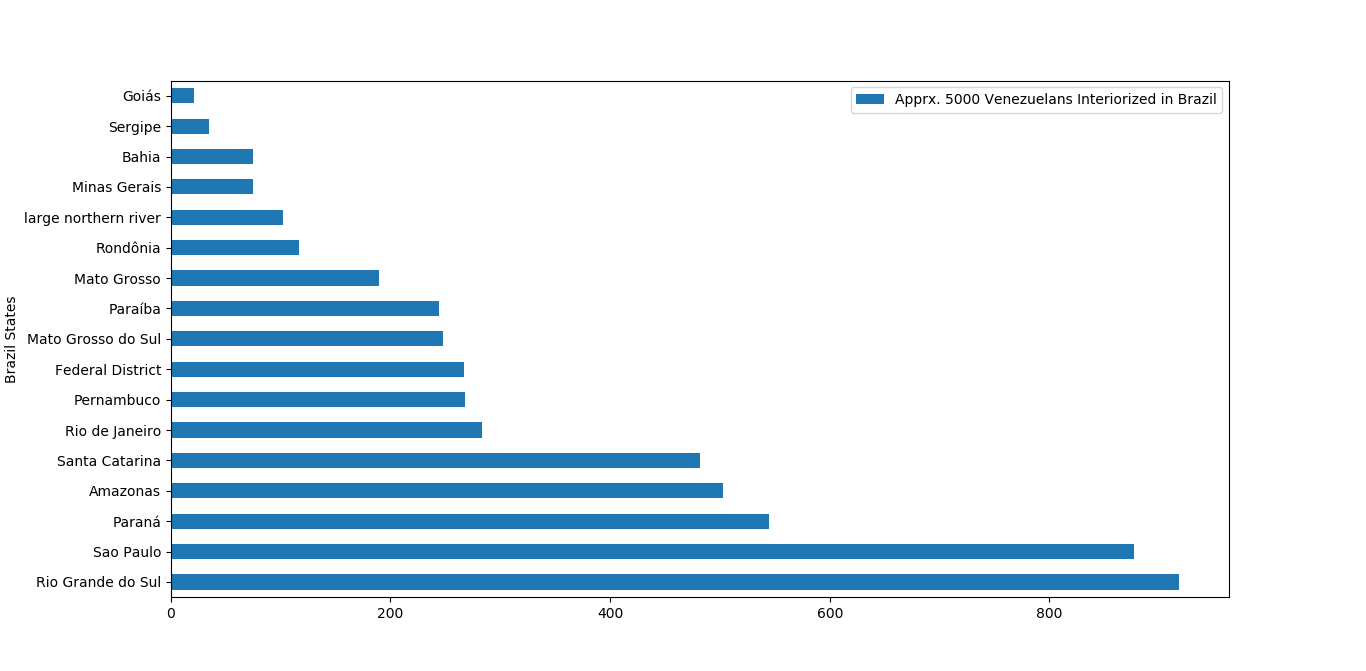 Apprx. 5000 Venezuelans Interiorized in Brazil
Brazil States
Goiás
Sergipe
Bahia
Minas Gerais
large northern river
Rondônia
Mato Grosso
Paraíba
Mato Grosso do Sul
Federal District
Pernambuco
Rio de Janeiro
Santa Catarina
Amazonas
Paraná
Sao Paulo
Rio Grande do Sul
0 200 400 600 800